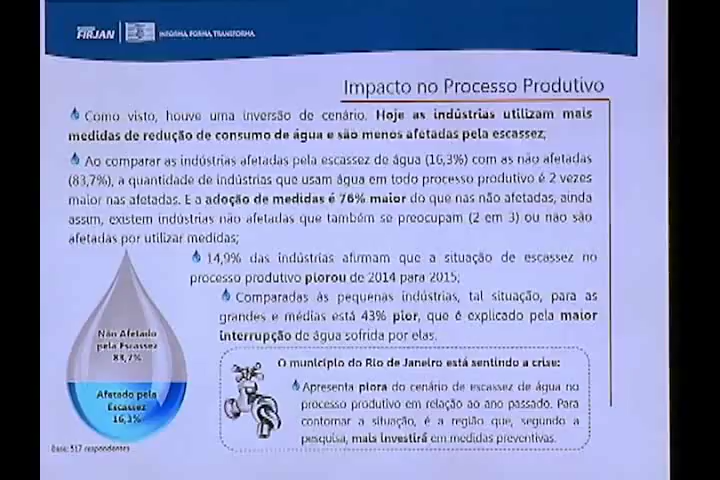 FIRJAN
INFORMA, FORMA, TRANSFORMA.
Impacto no Processo Produtivo
Como visto, houve uma inversão de cenário. Hoje as indústrias utilizam mais
medidas de redução de consumo de água e são menos afetadas pela escassez;
Ao comparar as indústrias afetadas pela escassez de água (16,3%) com as não afetadas
(83,7%), a quantidade de indústrias que usam água em todo processo produtivo é 2 vezes
maior nas afetadas. E a adoção de medidas é 76% maior do que nas não afetadas, ainda
assim, existem indústrias não afetadas que também se preocupam (2 em 3) ou não são
afetadas por utilizar medidas;
14,9% das indústrias afirmam que a situação de escassez no
processo produtivo piorou de 2014 para 2015;
Comparadas às pequenas indústrias, tal situação, para as
grandes e médias está 43% pior, que é explicado pela maior
interrupção de água sofrida por elas.
Não Afetado
pela Escassez
83,7%
Afetado pela
Escassez
16,3%
Base: 517 respondentes
O município do Rio de Janeiro está sentindo a crise:
Apresenta piora do cenário de escassez de água no
processo produtivo em relação ao ano passado. Para
contornar a situação, é a região que, segundo a
pesquisa, mais investirá em medidas preventivas.